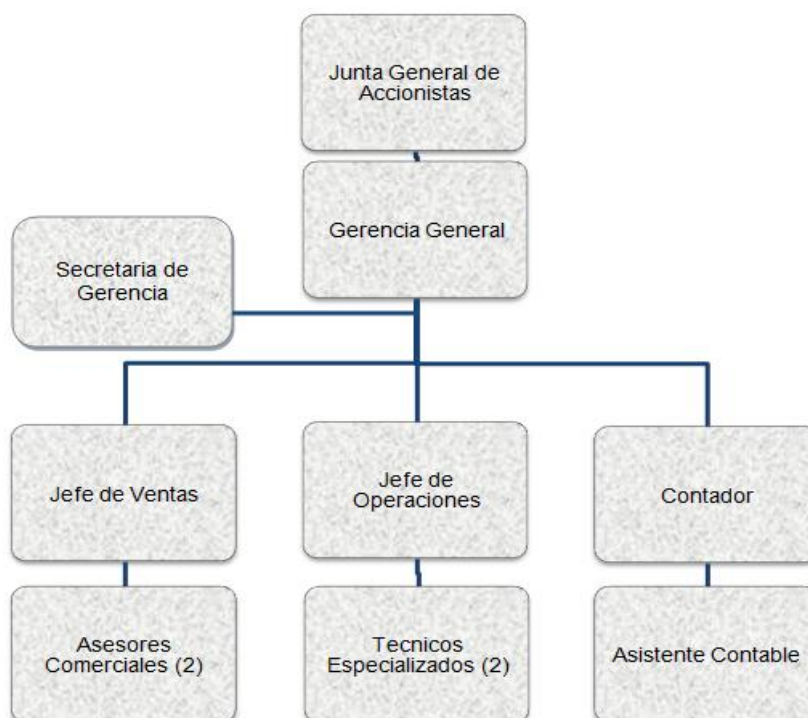 Junta General de
Accionistas
Gerencia General
Secretaria de
Gerencia
Jefe de Ventas
Jefe de
Operaciones
Contador
Asesores
Comerciales (2)
Tecnicos
Especializados (2)
Asistente Contable